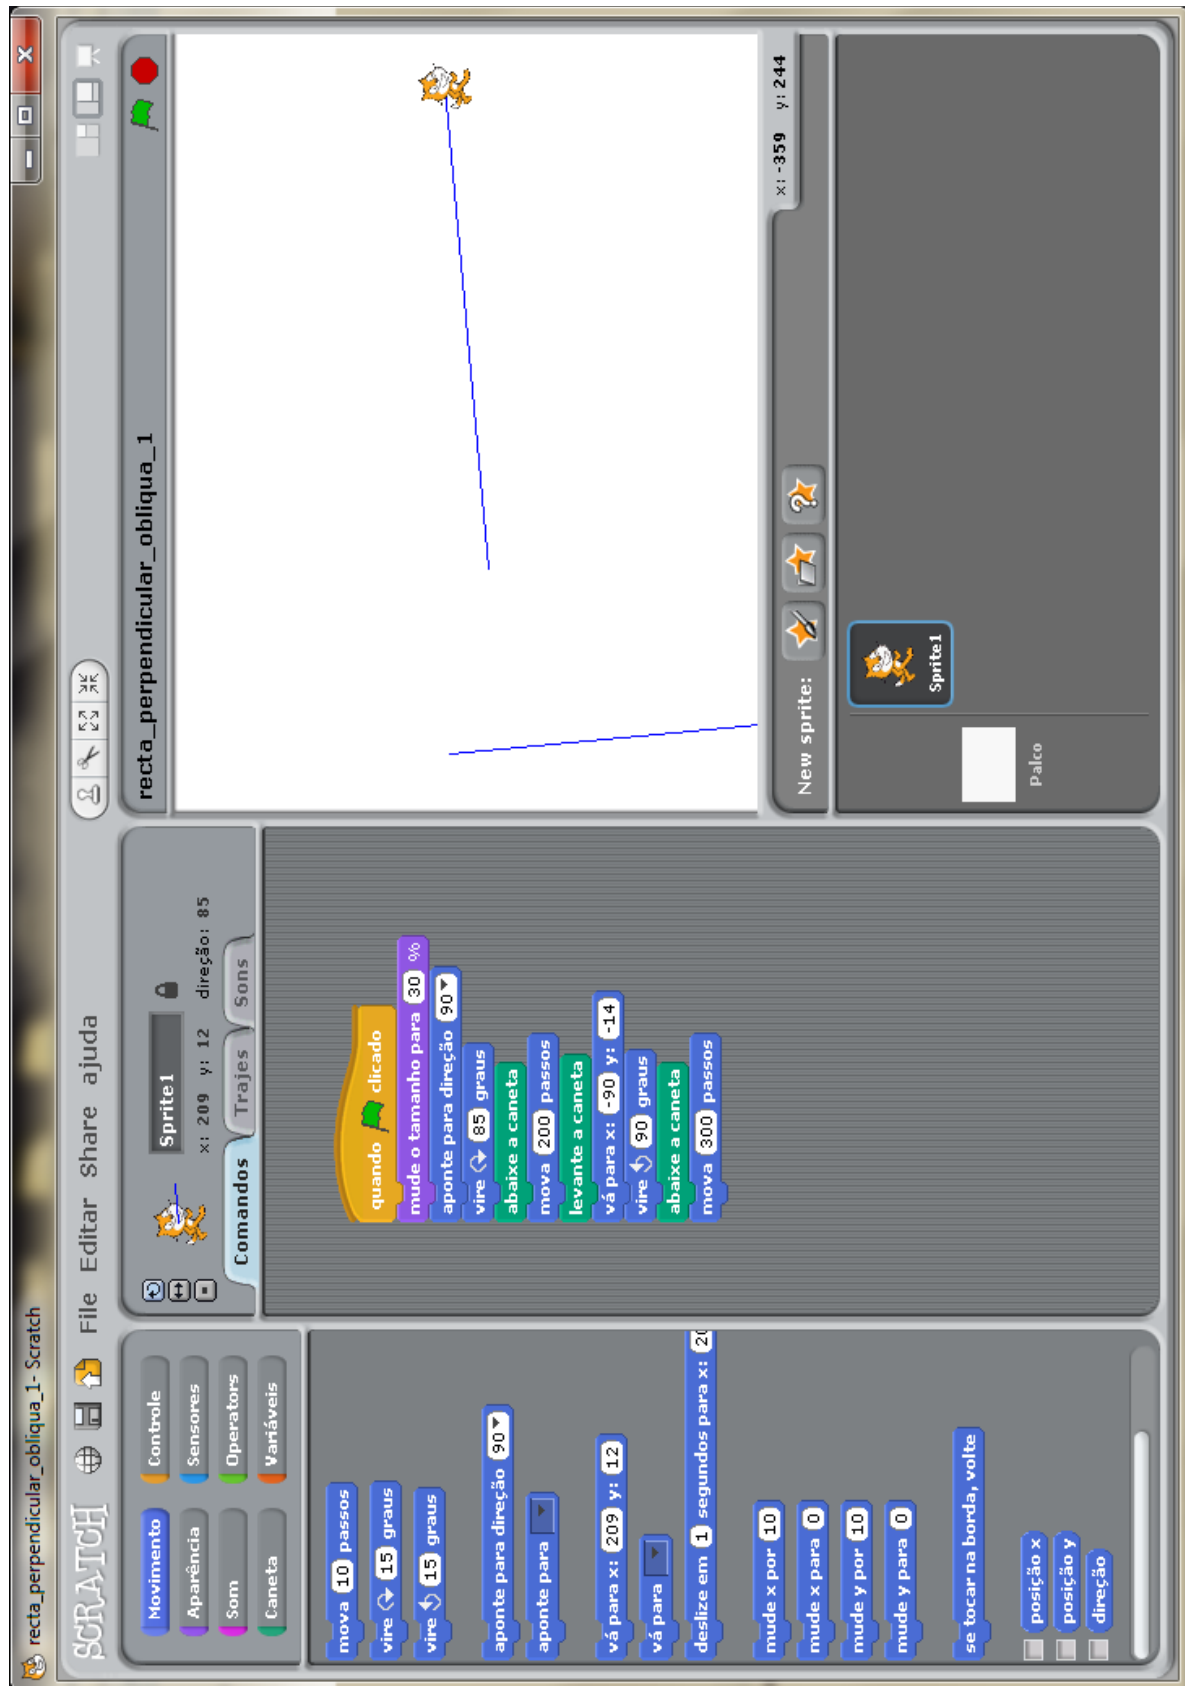 recta_perpendicular_obliqua_1- Scratch
SCRATCH
File Editar Share ajuda
Movimento
Controle
Aparência
Sensores
Som
Operators
Caneta
Variáveis
mova 10 passos
vire 15 graus
vire 15 graus
aponte para direção 90
aponte para
vá para x: 209 y: 12
vá para
deslize em 1 segundos para x: 20
mude x por 10
mude x para 0
mude y por 10
mude y para 0
se tocar na borda, volte
posição x
posição y
direção
Sprite1
x: 209 y: 12 direção: 85
Comandos
Trajes
Sons
quando clicado
mude o tamanho para 30 %
aponte para direção 90
vire 85 graus
abaixe a caneta
mova 200 passos
levante a caneta
vá para x: -90 y: -14
vire 90 graus
abaixe a caneta
mova 300 passos
recta_perpendicular_obliqua_1
x: -359 y: 244
New sprite:
Sprite1
Palco